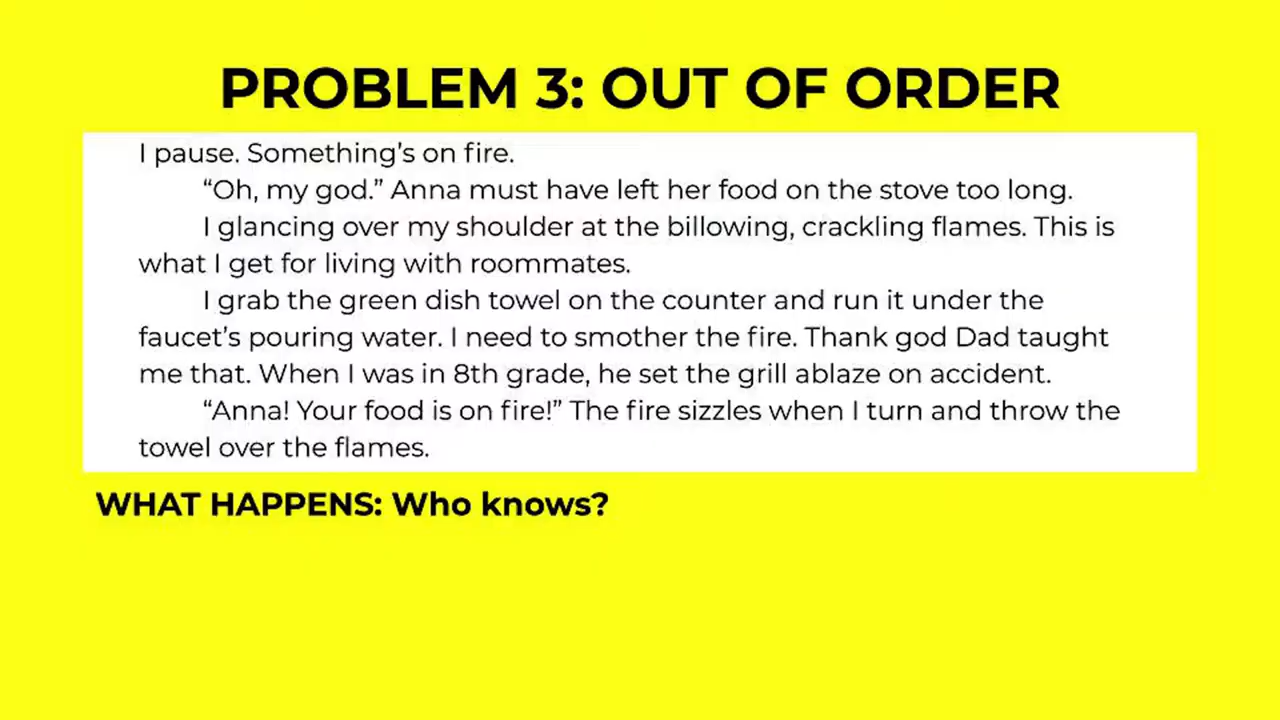 PROBLEM 3: OUT OF ORDER
I pause. Something’s on fire.
“Oh, my god.” Anna must have left her food on the stove too long.
I glancing over my shoulder at the billowing, crackling flames. This is
what I get for living with roommates.
I grab the green dish towel on the counter and run it under the
faucet’s pouring water. I need to smother the fire. Thank god Dad taught
me that. When I was in 8th grade, he set the grill ablaze on accident.
“Anna! Your food is on fire!” The fire sizzles when I turn and throw the
towel over the flames.
WHAT HAPPENS: Who knows?